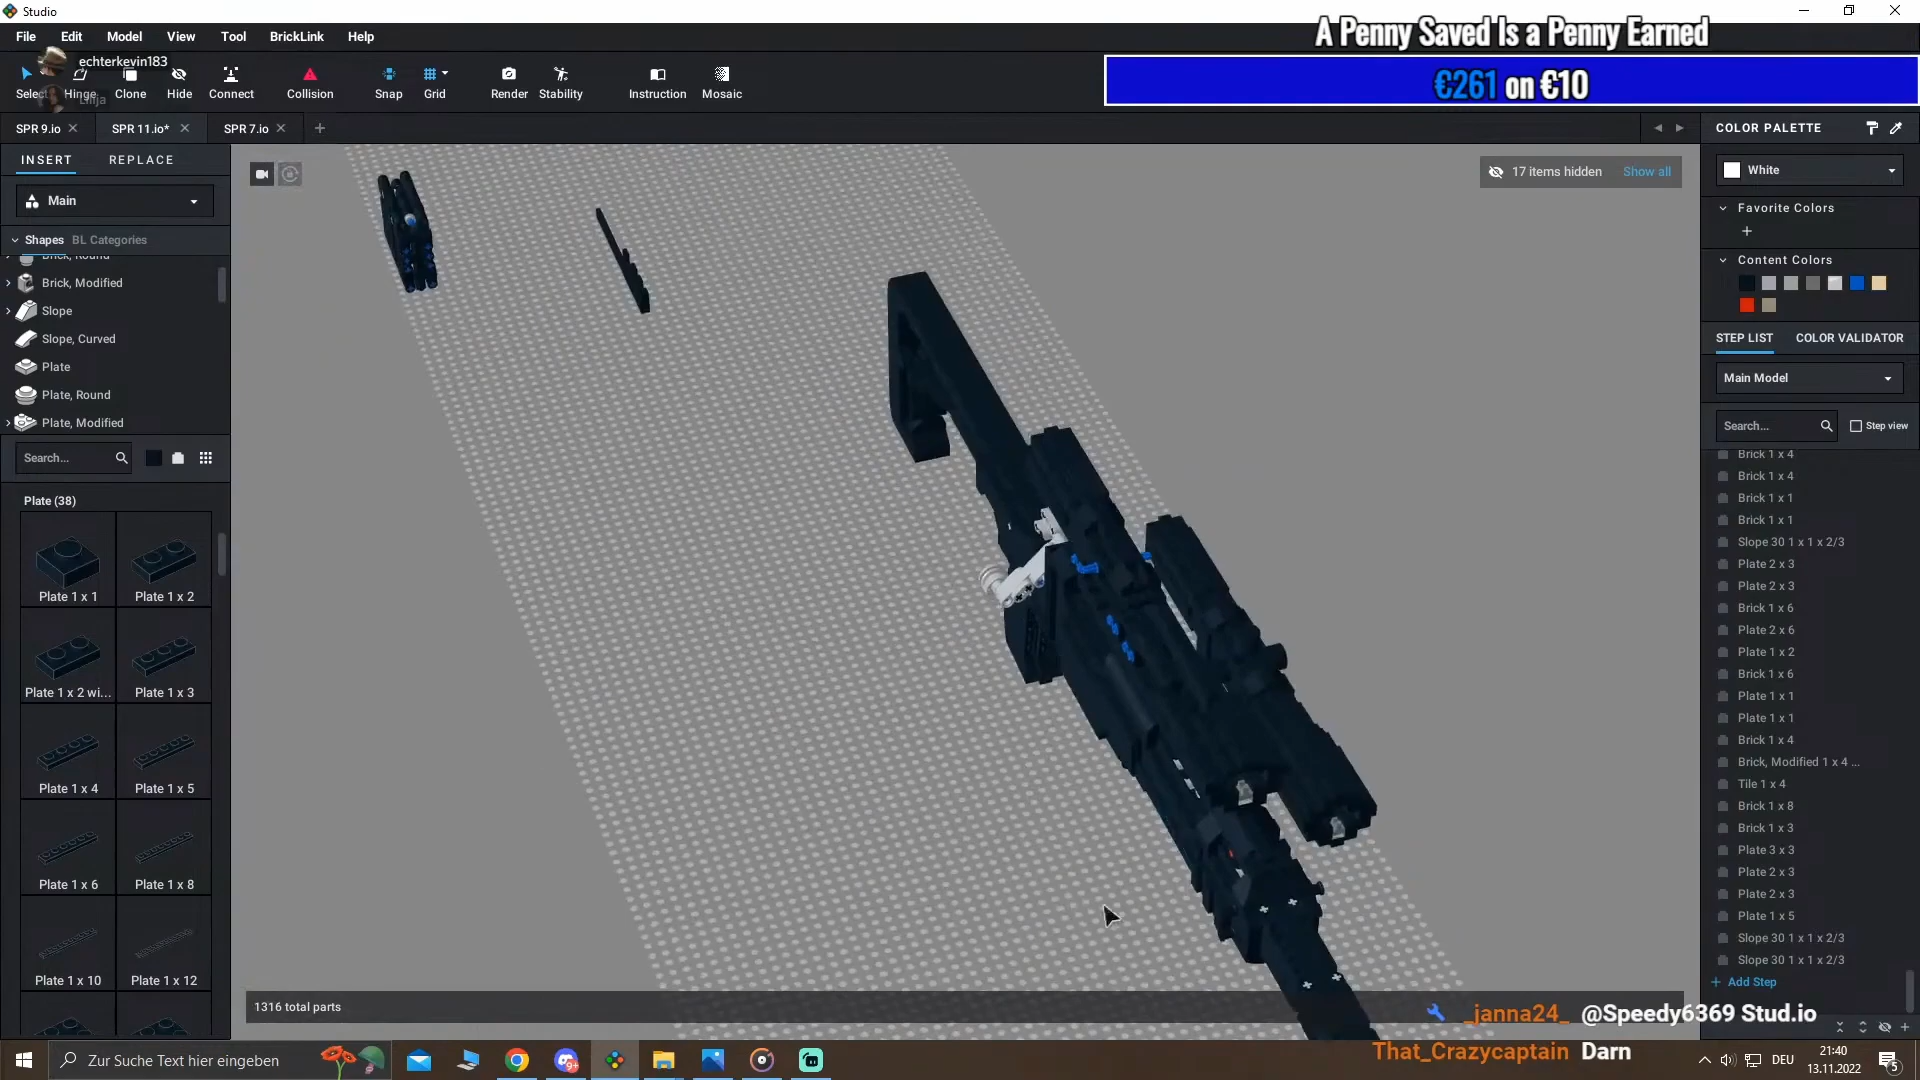 Studio
A Penny Saved Is a Penny Earned
€261 on €10
File Edit Model View Tool BrickLink Help
echterkevin183
Lilija
Select Hinge Clone Hide Connect Collision Snap Grid Render Stability Instruction Mosaic
SPR 9.io SPR 11.io* SPR 7.io
INSERT REPLACE
Main
Shapes BL Categories
Brick, Round
Brick, Modified
Slope
Slope, Curved
Plate
Plate, Round
Plate, Modified
Search...
Plate (38)
Plate 1 x 1 Plate 1 x 2
Plate 1 x 2 wi... Plate 1 x 3
Plate 1 x 4 Plate 1 x 5
Plate 1 x 6 Plate 1 x 8
Plate 1 x 10 Plate 1 x 12
17 items hidden Show all
1316 total parts
COLOR PALETTE
White
Favorite Colors
Content Colors
STEP LIST COLOR VALIDATOR
Main Model
Search... Step view
Brick 1 x 4
Brick 1 x 4
Brick 1 x 1
Brick 1 x 1
Slope 30 1 x 1 x 2/3
Plate 2 x 3
Plate 2 x 3
Brick 1 x 6
Plate 2 x 6
Plate 1 x 2
Brick 1 x 6
Plate 1 x 1
Plate 1 x 1
Brick 1 x 4
Brick, Modified 1 x 4 ...
Tile 1 x 4
Brick 1 x 8
Brick 1 x 3
Plate 3 x 3
Plate 2 x 3
Plate 2 x 3
Plate 1 x 5
Slope 30 1 x 1 x 2/3
Slope 30 1 x 1 x 2/3
Add Step
_janna24_ @Speedy6369 Stud.io
That_Crazycaptain Darn
Zur Suche Text hier eingeben
9+
DEU
21:40
13.11.2022
5